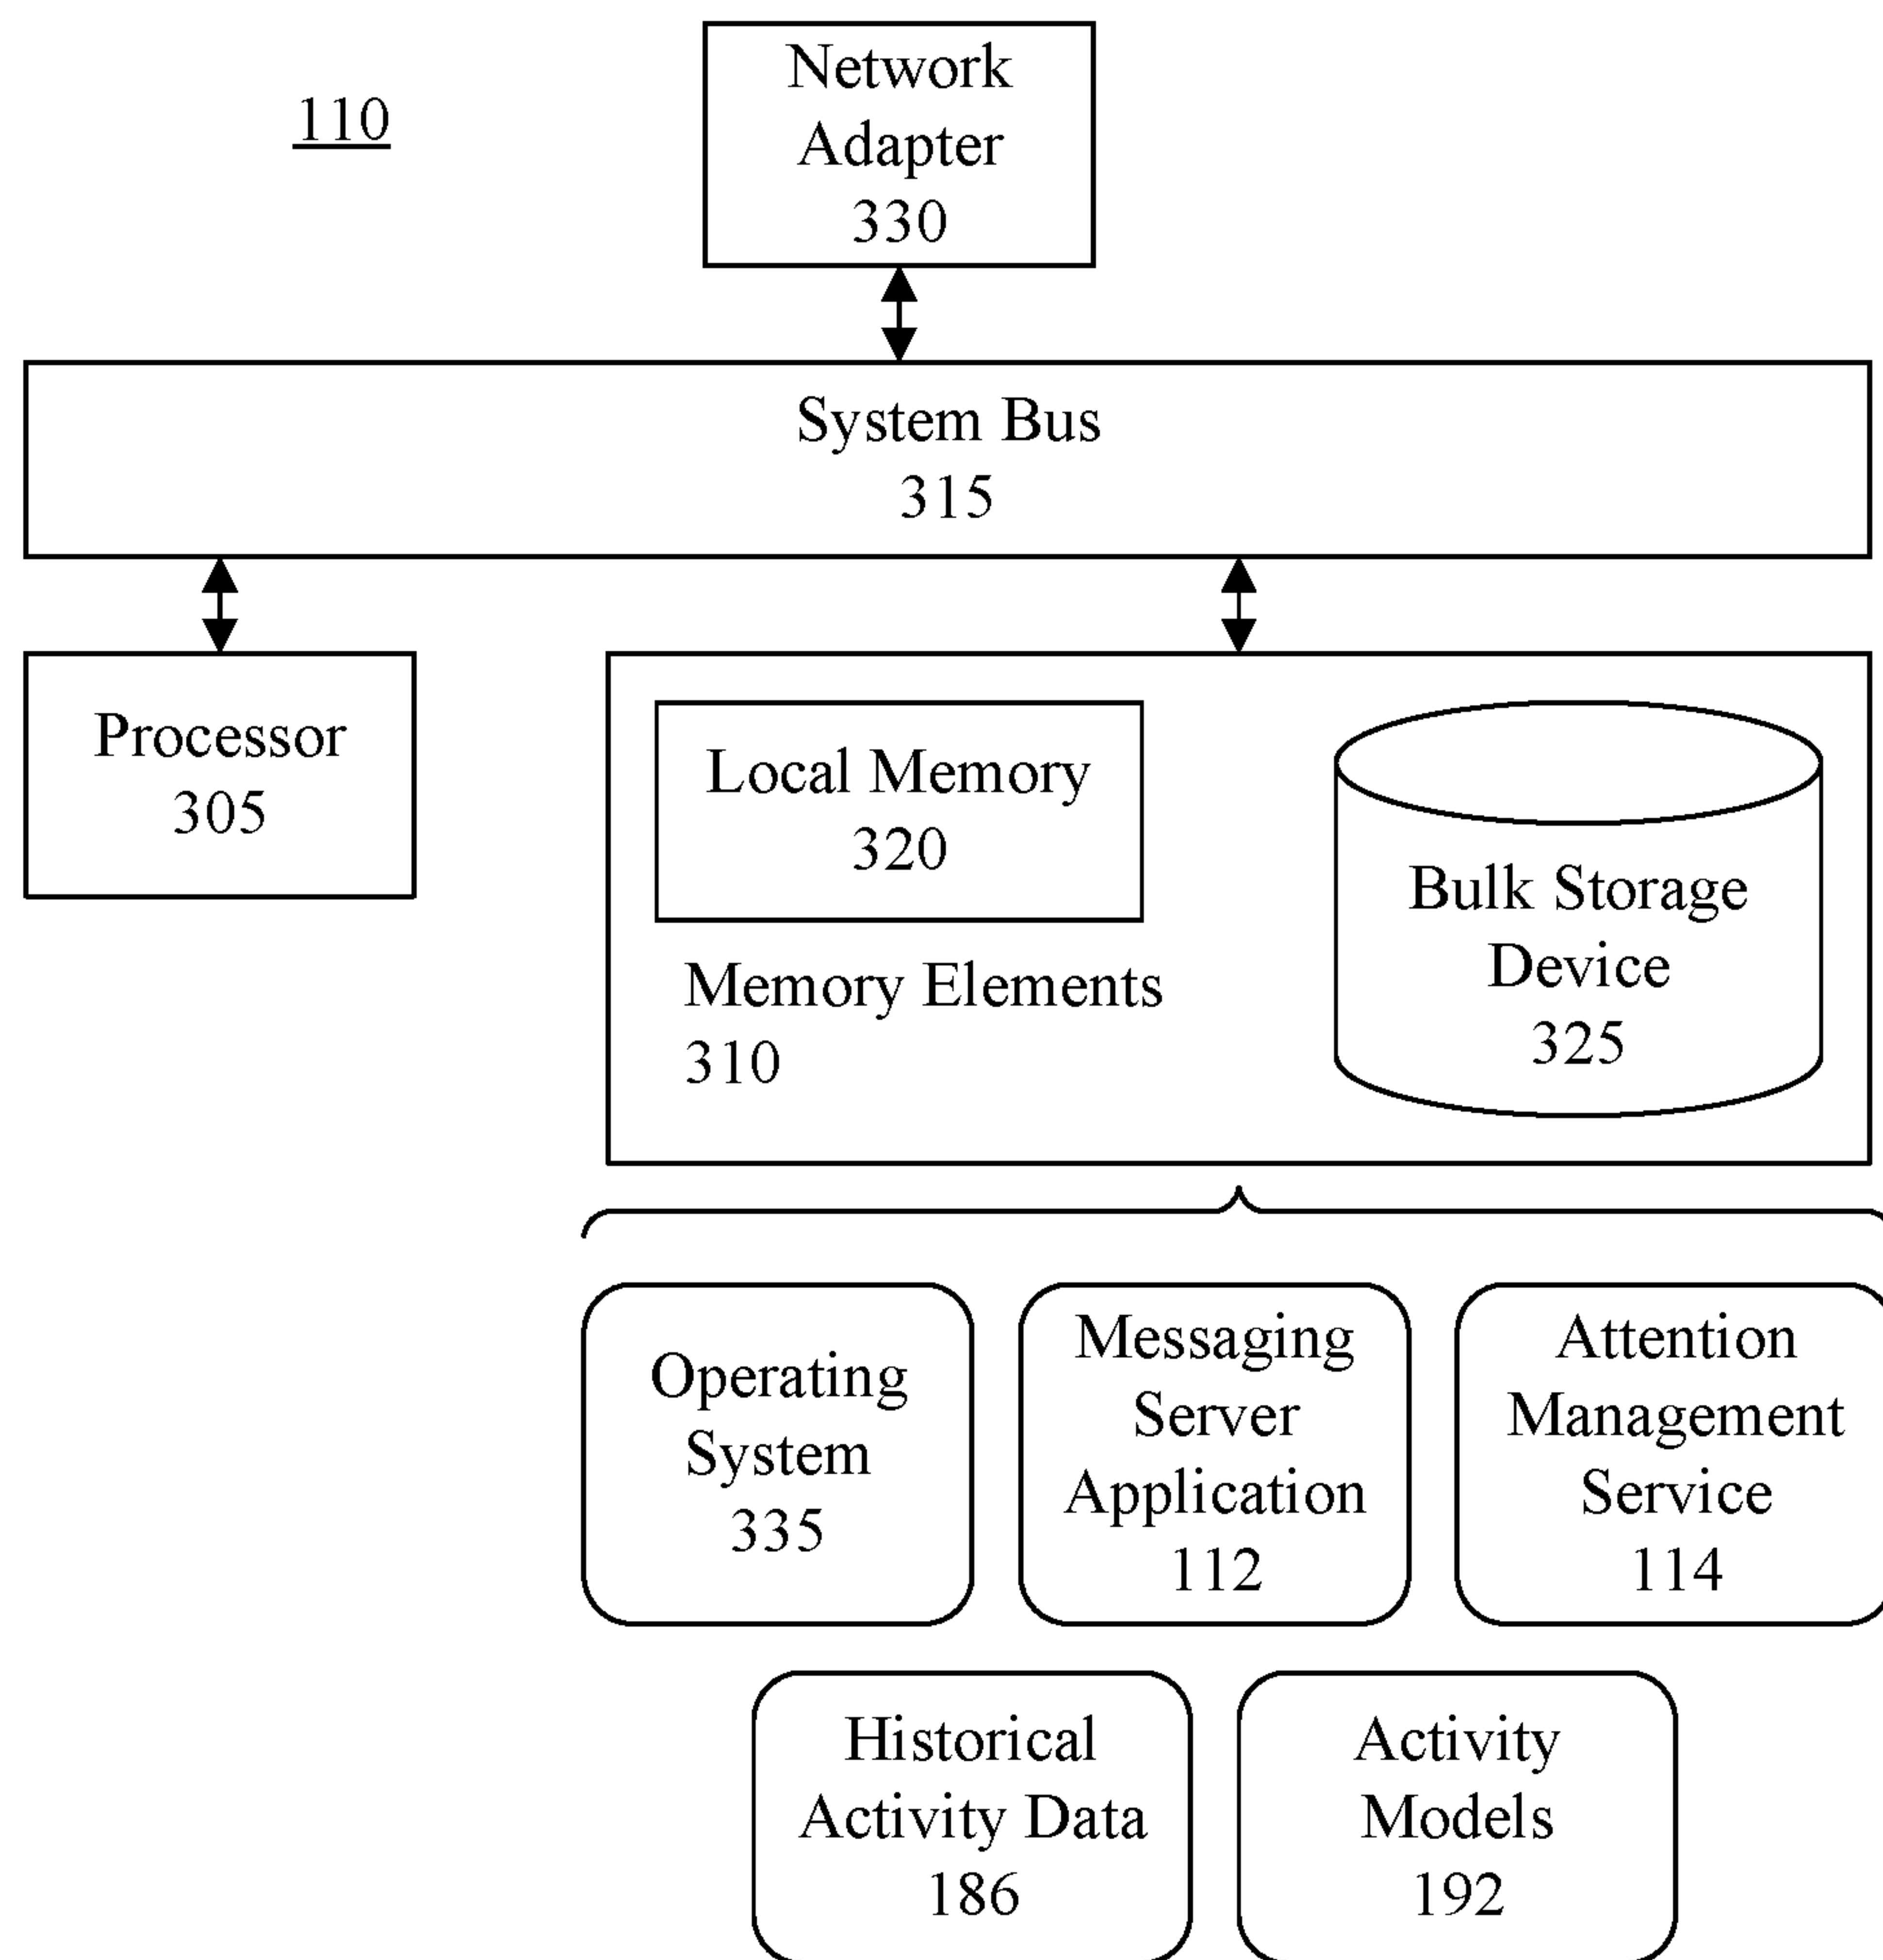 110
Network
Adapter
330
System Bus
315
Processor
305
Local Memory
320
Memory Elements
310
Bulk Storage
Device
325
Operating
System
335
Messaging
Server
Application
112
Attention
Management
Service
114
Historical
Activity Data
186
Activity
Models
192